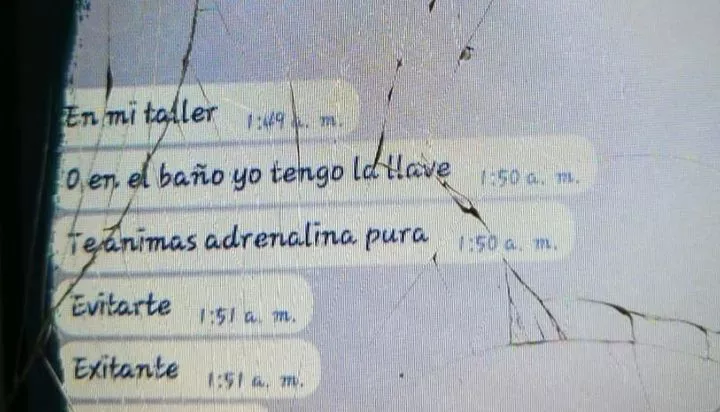 En mi taller 1:49 a. m.
O en el baño yo tengo la llave 1:50 a. m.
Te animas adrenalina pura 1:50 a. m.
Evitarte 1:51 a. m.
Exitante 1:51 a. m.